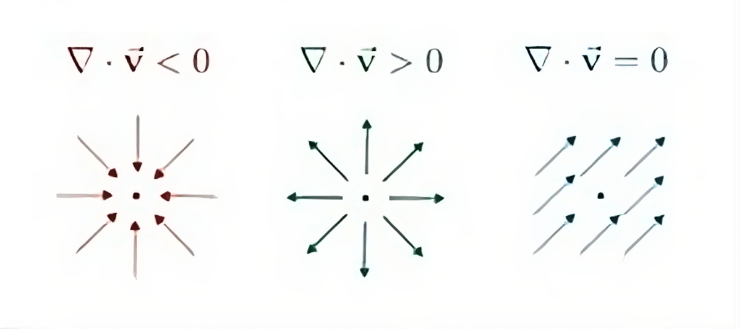 ∇ · v⃗ < 0
∇ · v⃗ > 0
∇ · v⃗ = 0